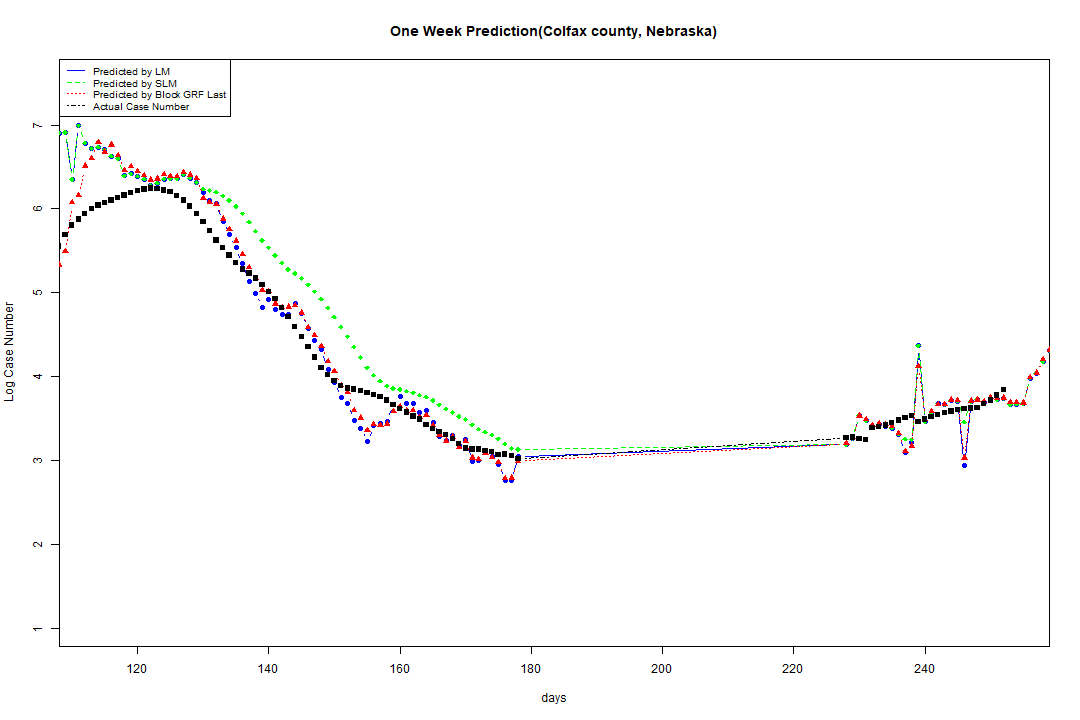 One Week Prediction(Colfax county, Nebraska)
Predicted by LM
Predicted by SLM
Predicted by Block GRF Last
Actual Case Number
7
6
5
4
3
2
1
Log Case Number
120 140 160 180 200 220 240
days